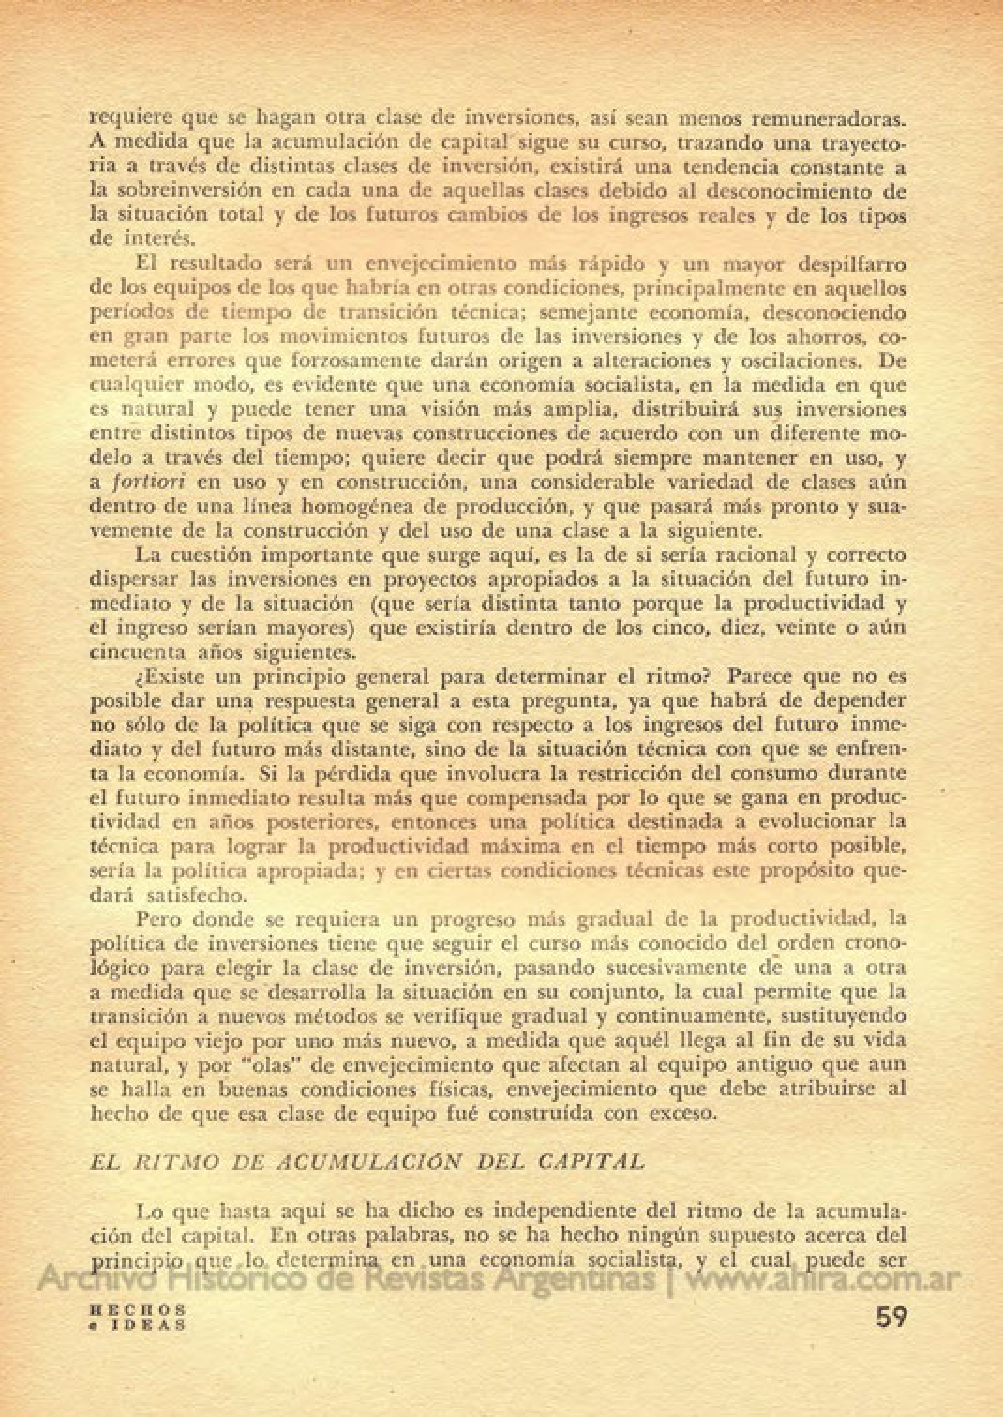 requiere que se hagan otra clase de inversiones, así sean menos remuneradoras.
A medida que la acumulación de capital sigue su curso, trazando una trayecto-
ria a través de distintas clases de inversión, existirá una tendencia constante a
la sobreinversión en cada una de aquellas clases debido al desconocimiento de
la situación total y de los futuros cambios de los ingresos reales y de los tipos
de interés.
El resultado será un envejecimiento más rápido y un mayor despilfarro
de los equipos de los que habría en otras condiciones, principalmente en aquellos
períodos de tiempo de transición técnica; semejante economía, desconociendo
en gran parte los movimientos futuros de las inversiones y de los ahorros, co-
meterá errores que forzosamente darán origen a alteraciones y oscilaciones. De
cualquier modo, es evidente que una economía socialista, en la medida en que
es natural y puede tener una visión más amplia, distribuirá sus inversiones
entre distintos tipos de nuevas construcciones de acuerdo con un diferente mo-
delo a través del tiempo; quiere decir que podrá siempre mantener en uso, y
a fortiori en uso y en construcción, una considerable variedad de clases aún
dentro de una línea homogénea de producción, y que pasará más pronto y sua-
vemente de la construcción y del uso de una clase a la siguiente.
La cuestión importante que surge aquí, es la de si sería racional y correcto
dispersar las inversiones en proyectos apropiados a la situación del futuro in-
mediato y de la situación (que sería distinta tanto porque la productividad y
el ingreso serían mayores) que existiría dentro de los cinco, diez, veinte o aún
cincuenta años siguientes.
¿Existe un principio general para determinar el ritmo? Parece que no es
posible dar una respuesta general a esta pregunta, ya que habrá de depender
no sólo de la política que se siga con respecto a los ingresos del futuro inme-
diato y del futuro más distante, sino de la situación técnica con que se enfren-
ta la economía. Si la pérdida que involucra la restricción del consumo durante
el futuro inmediato resulta más que compensada por lo que se gana en produc-
tividad en años posteriores, entonces una política destinada a evolucionar la
técnica para lograr la productividad máxima en el tiempo más corto posible,
sería la política apropiada; y en ciertas condiciones técnicas este propósito que-
dará satisfecho.
Pero donde se requiera un progreso más gradual de la productividad, la
política de inversiones tiene que seguir el curso más conocido del orden crono-
lógico para elegir la clase de inversión, pasando sucesivamente de una a otra
a medida que se desarrolla la situación en su conjunto, la cual permite que la
transición a nuevos métodos se verifique gradual y continuamente, sustituyendo
el equipo viejo por uno más nuevo, a medida que aquél llega al fin de su vida
natural, y por "olas" de envejecimiento que afectan al equipo antiguo que aun
se halla en buenas condiciones físicas, envejecimiento que debe atribuirse al
hecho de que esa clase de equipo fué construída con exceso.
EL RITMO DE ACUMULACIÓN DEL CAPITAL
Lo que hasta aquí se ha dicho es independiente del ritmo de la acumula-
ción del capital. En otras palabras, no se ha hecho ningún supuesto acerca del
principio que lo determina en una economía socialista, y el cual puede ser
Archivo Histórico de Revistas Argentinas | www.ahira.com.ar
HECHOS
e IDEAS
59